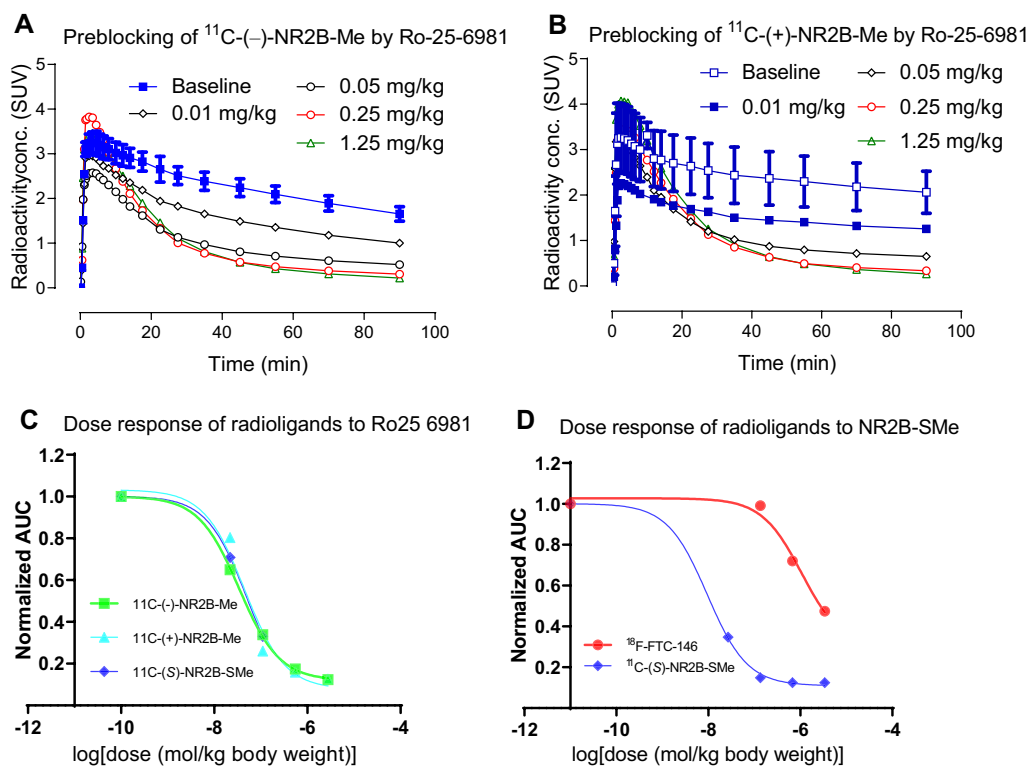 A
Preblocking of ¹¹C-(–)-NR2B-Me by Ro-25-6981
Radioactivityconc. (SUV)
5
4
3
2
1
0
Baseline
0.01 mg/kg
0.05 mg/kg
0.25 mg/kg
1.25 mg/kg
0 20 40 60 80 100
Time (min)
B
Preblocking of ¹¹C-(+)-NR2B-Me by Ro-25-6981
Radioactivity conc. (SUV)
5
4
3
2
1
0
Baseline
0.01 mg/kg
0.05 mg/kg
0.25 mg/kg
1.25 mg/kg
0 20 40 60 80 100
Time (min)
C
Dose response of radioligands to Ro25 6981
Normalized AUC
1.2
1.0
0.8
0.6
0.4
0.2
11C-(-)-NR2B-Me
11C-(+)-NR2B-Me
11C-(S)-NR2B-SMe
-12 -10 -8 -6 -4
log[dose (mol/kg body weight)]
D
Dose response of radioligands to NR2B-SMe
Normalized AUC
1.2
1.0
0.8
0.6
0.4
0.2
¹⁸F-FTC-146
¹¹C-(S)-NR2B-SMe
-12 -10 -8 -6 -4
log[dose (mol/kg body weight)]